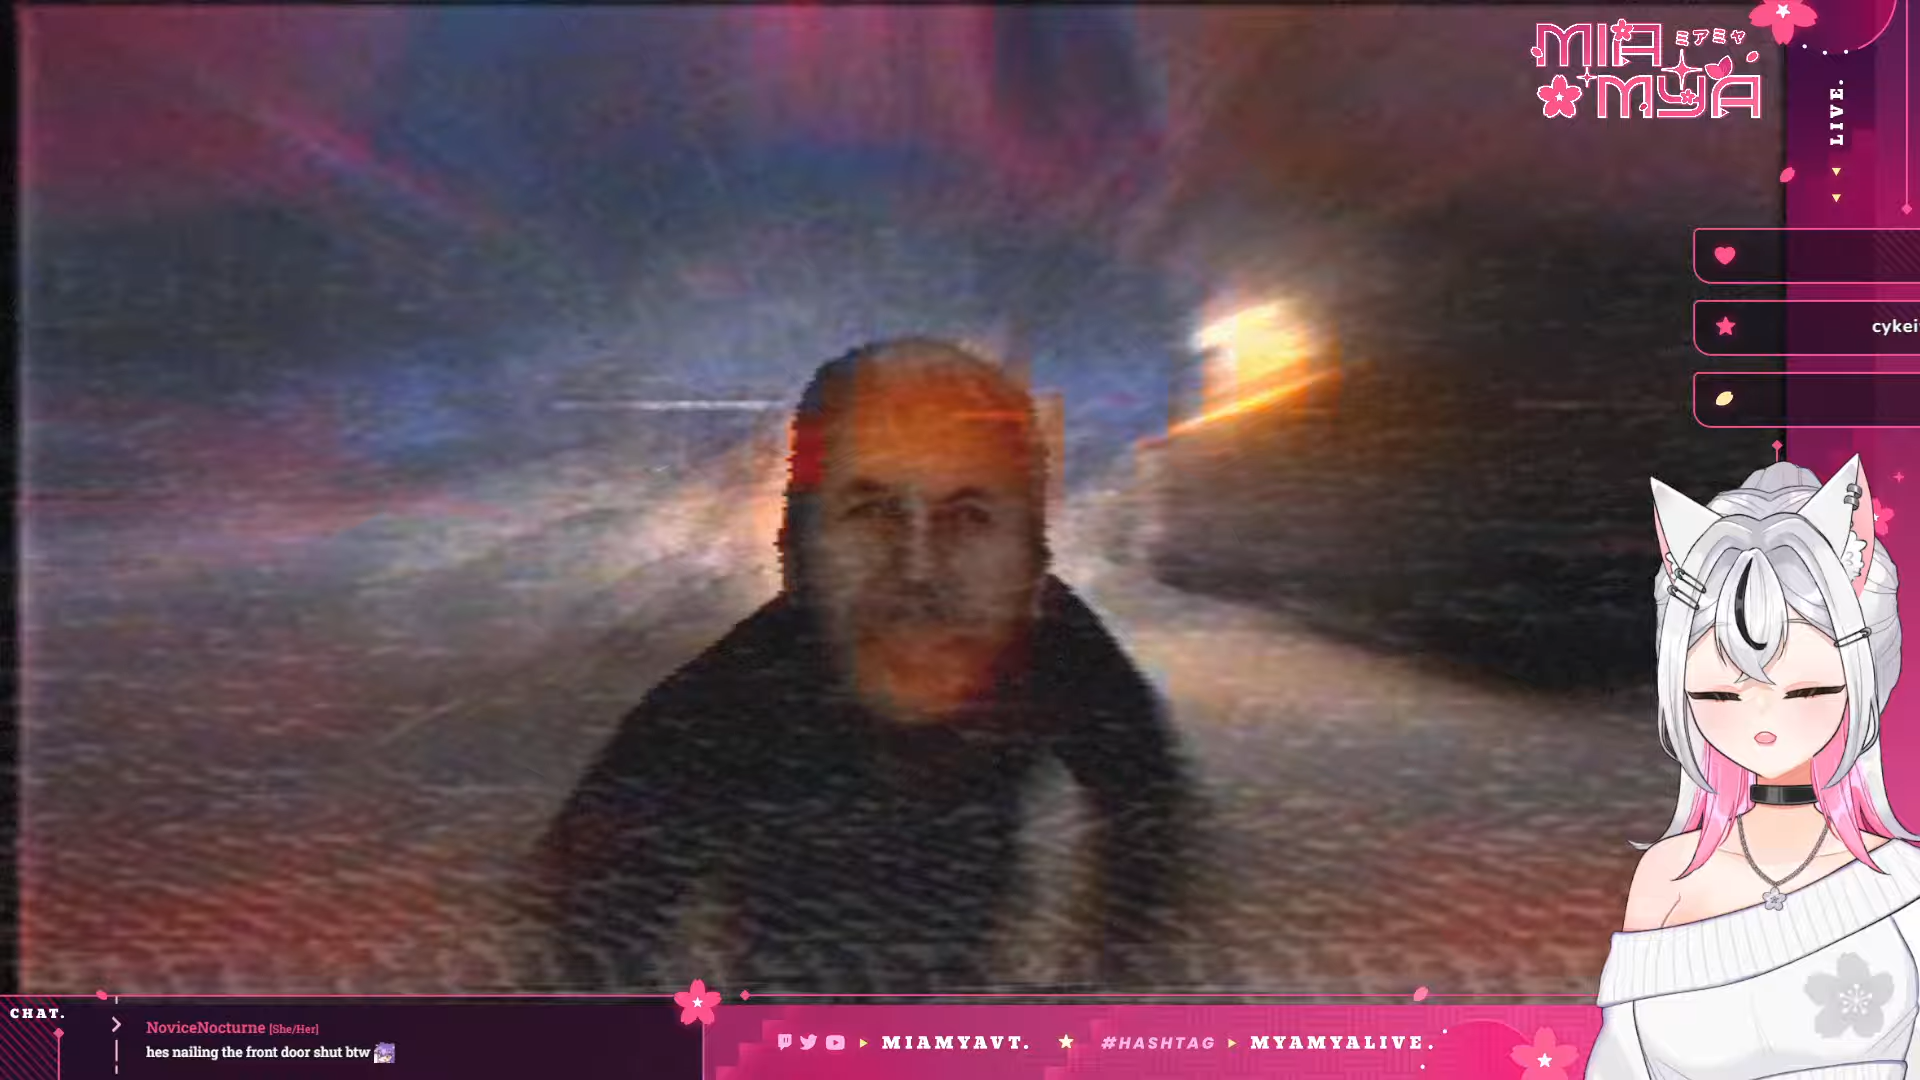 MIA ミアミャ
MYA
LIVE.
cykei
CHAT.
NoviceNocturne [She/Her]
hes nailing the front door shut btw
MIAMYAVT.
#HASHTAG
MYAMYALIVE.